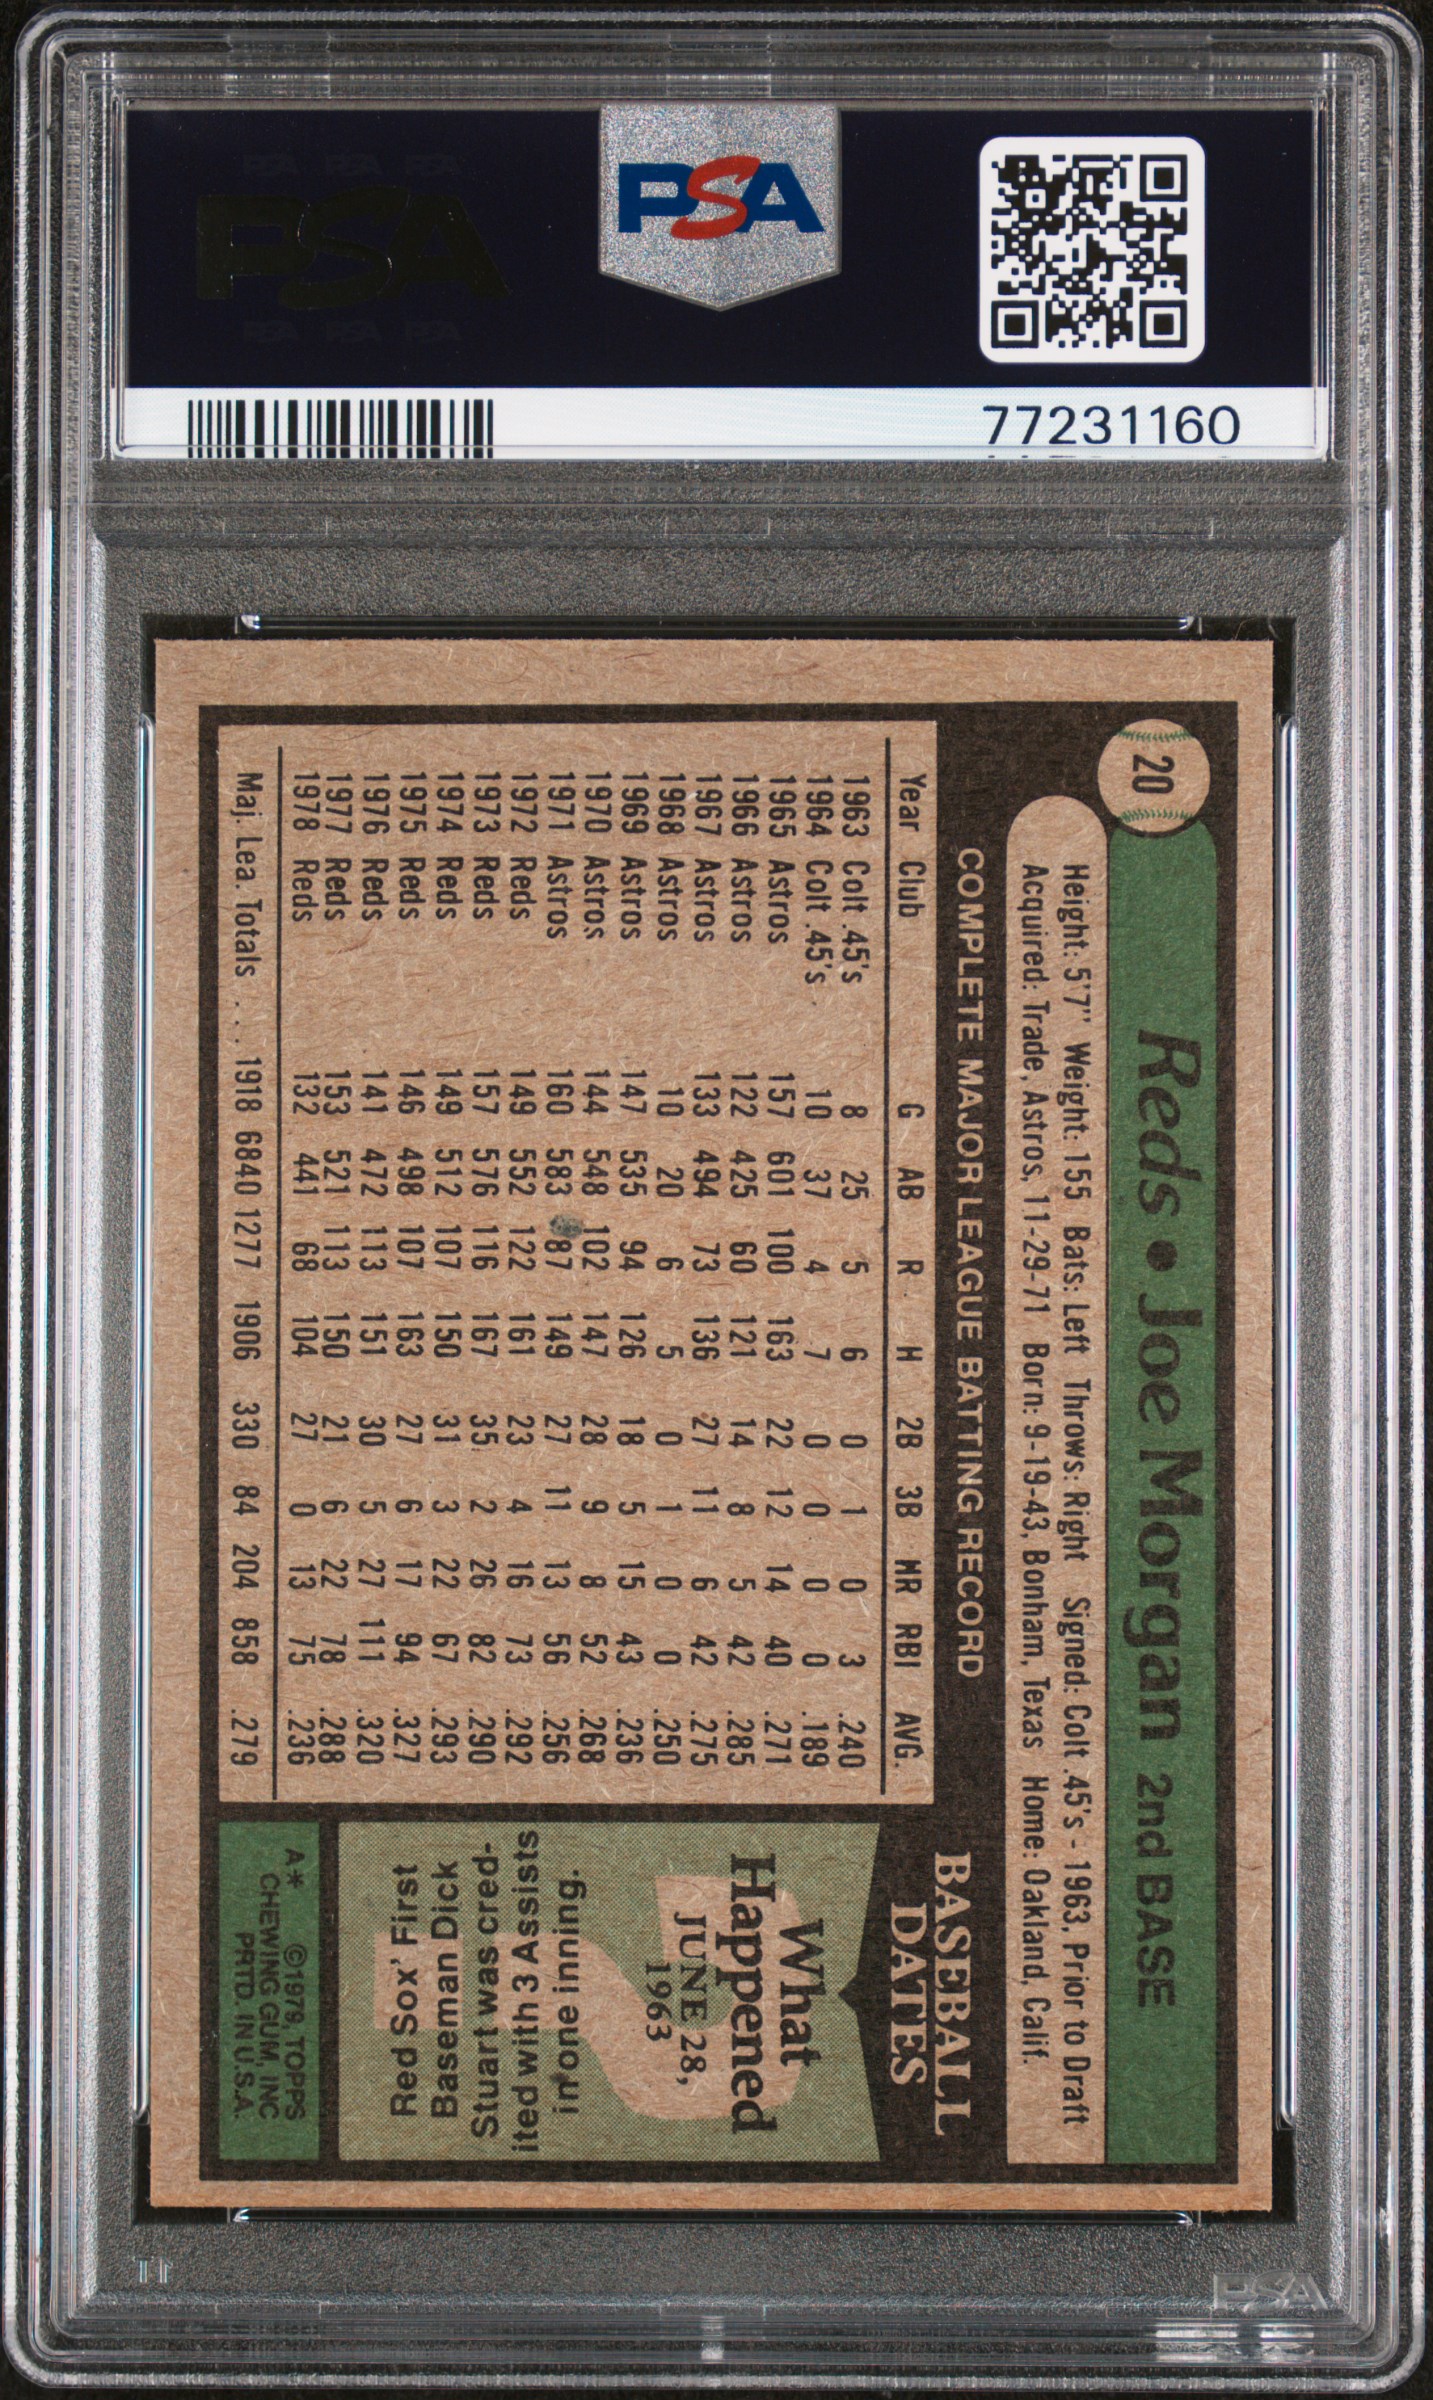 PSA
77231160
20
Reds • Joe Morgan 2nd BASE
Height: 5'7" Weight: 155 Bats: Left Throws: Right Signed: Colt .45's - 1963, Prior to Draft
Acquired: Trade, Astros, 11-29-71 Born: 9-19-43, Bonham, Texas Home: Oakland, Calif.
COMPLETE MAJOR LEAGUE BATTING RECORD
Year Club G AB R H 2B 3B HR RBI AVG.
1963 Colt .45's 8 25 5 6 0 1 0 3 .240
1964 Colt .45's 10 37 4 7 0 0 0 0 .189
1965 Astros 157 601 100 163 22 12 14 40 .271
1966 Astros 122 425 60 121 14 8 5 42 .285
1967 Astros 133 494 73 136 27 11 6 42 .275
1968 Astros 10 20 6 5 0 1 0 0 .250
1969 Astros 147 535 94 126 18 5 15 43 .236
1970 Astros 144 548 102 147 28 9 8 52 .268
1971 Astros 160 583 87 149 27 11 13 56 .256
1972 Reds 149 552 122 161 23 4 16 73 .292
1973 Reds 157 576 116 167 35 2 26 82 .290
1974 Reds 149 512 107 150 31 3 22 67 .293
1975 Reds 146 498 107 163 27 6 17 94 .327
1976 Reds 141 472 113 151 30 5 27 111 .320
1977 Reds 153 521 113 150 21 6 22 78 .288
1978 Reds 132 441 68 104 27 0 13 75 .236
Maj. Lea. Totals . . . 1918 6840 1277 1906 330 84 204 858 .279
BASEBALL
DATES
What
Happened
JUNE 28,
1963
Red Sox' First
Baseman Dick
Stuart was cred-
ited with 3 Assists
in one inning.
A* ©1979, TOPPS
CHEWING GUM, INC
PRTD. IN U.S.A.
PSA